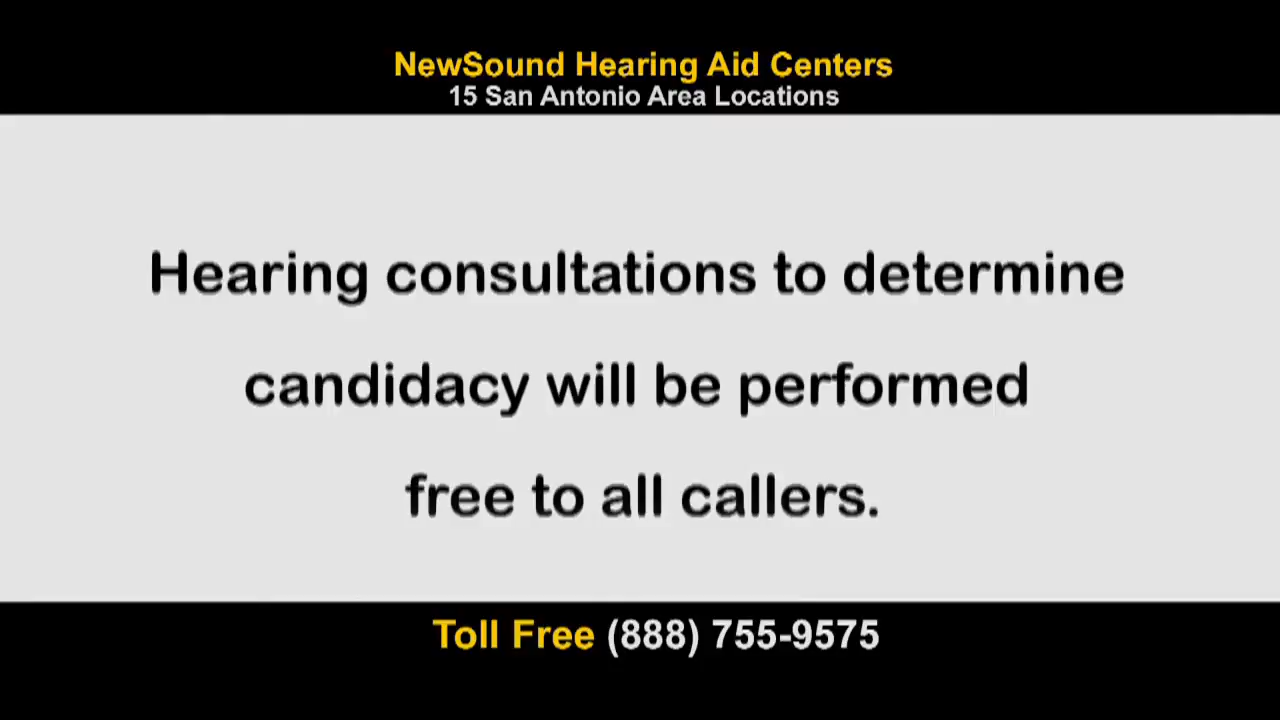 NewSound Hearing Aid Centers
15 San Antonio Area Locations
Hearing consultations to determine
candidacy will be performed
free to all callers.
Toll Free (888) 755-9575